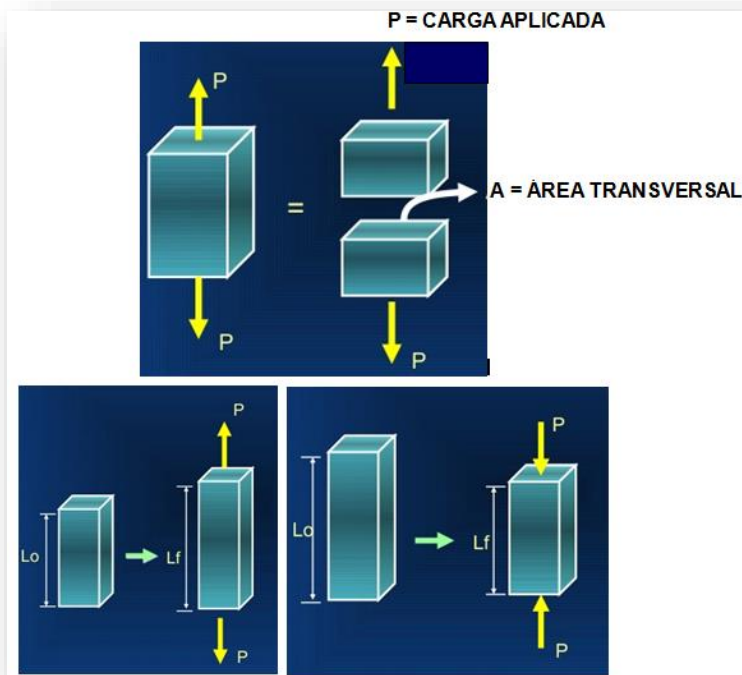 P = CARGA APLICADA
P
=
A = ÁREA TRANSVERSAL
P
P
P
Lo
Lf
P
P
Lo
Lf
P